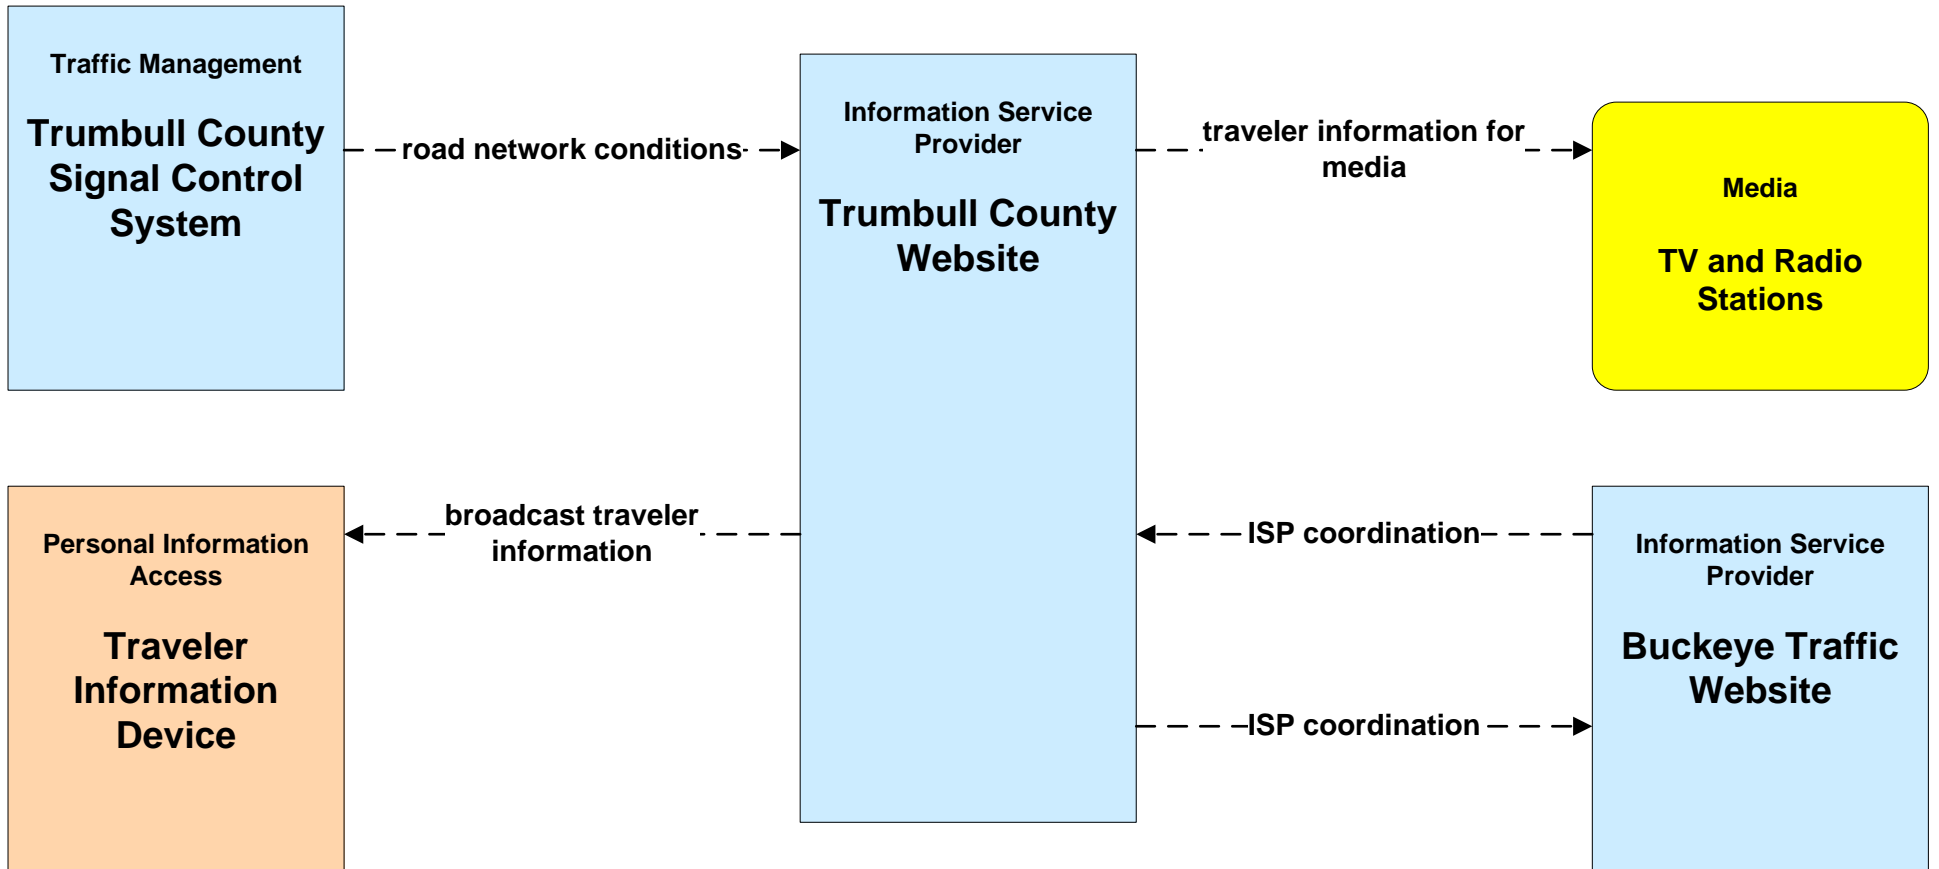 Traffic Management
Trumbull County
Signal Control
System
road network conditions
Information Service
Provider
Trumbull County
Website
traveler information for
media
Media
TV and Radio
Stations
Personal Information
Access
Traveler
Information
Device
broadcast traveler
information
ISP coordination
ISP coordination
Information Service
Provider
Buckeye Traffic
Website